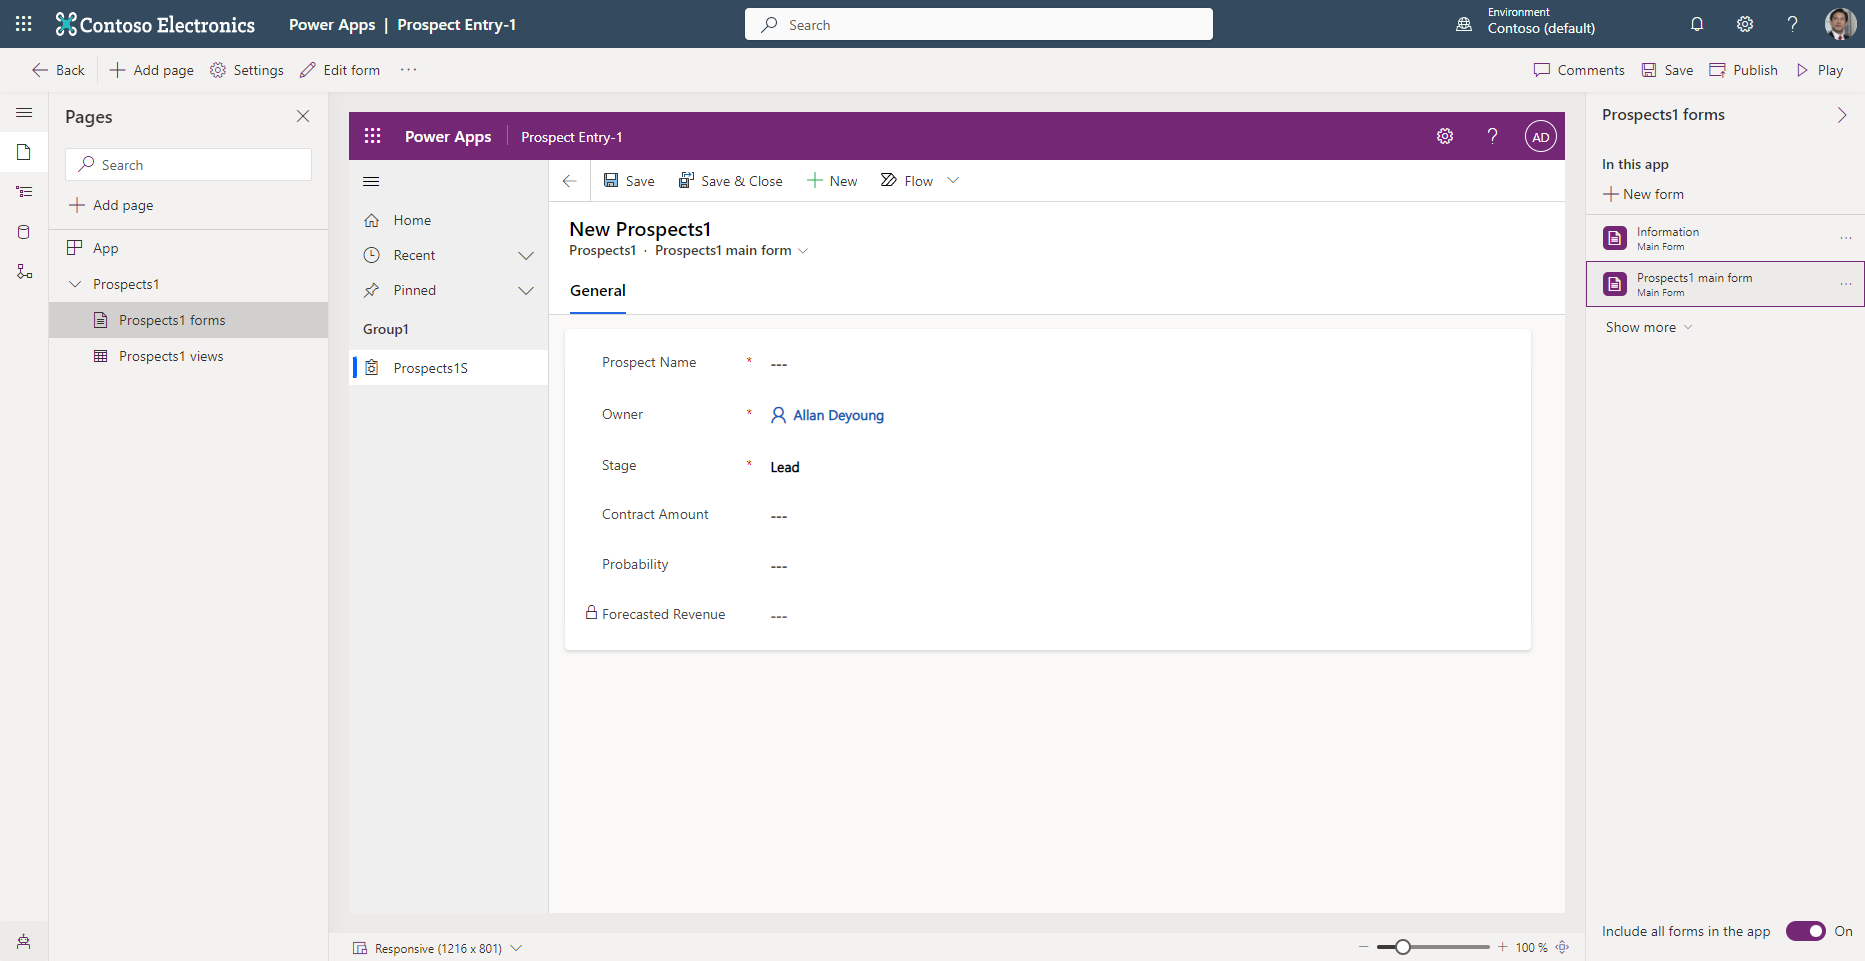 Contoso Electronics
Power Apps | Prospect Entry-1
Search
Environment
Contoso (default)
?
Back
Add page
Settings
Edit form
...
Comments
Save
Publish
Play
Pages
Search
Add page
App
Prospects1
Prospects1 forms
Prospects1 views
Power Apps
Prospect Entry-1
?
AD
Home
Recent
Pinned
Group1
Prospects1S
Save
Save & Close
New
Flow
New Prospects1
Prospects1 · Prospects1 main form
General
Prospect Name * ---
Owner * Allan Deyoung
Stage * Lead
Contract Amount ---
Probability ---
Forecasted Revenue ---
Responsive (1216 x 801)
100 %
Prospects1 forms
In this app
New form
Information
Main Form
...
Prospects1 main form
Main Form
...
Show more
Include all forms in the app
On